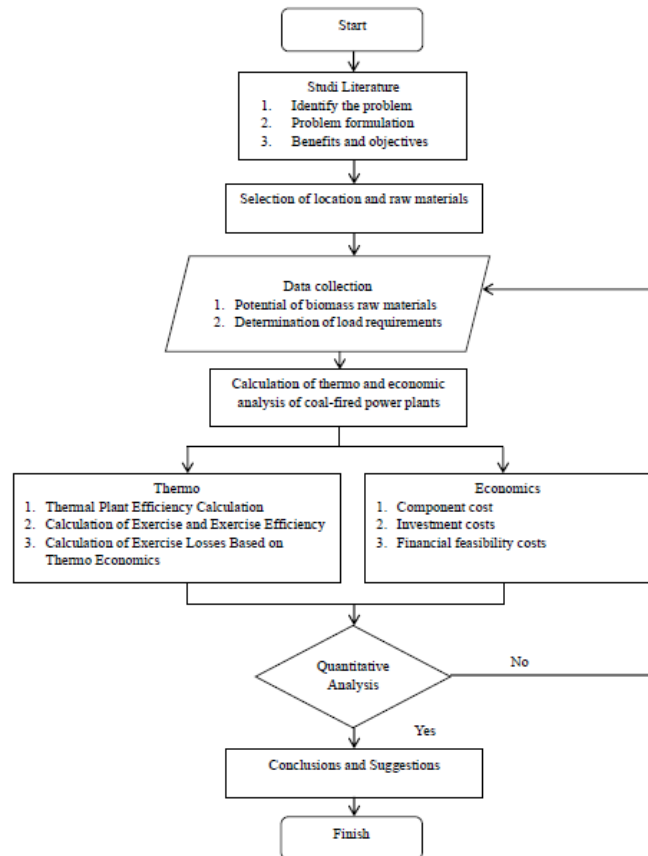 Start
Studi Literature
1. Identify the problem
2. Problem formulation
3. Benefits and objectives
Selection of location and raw materials
Data collection
1. Potential of biomass raw materials
2. Determination of load requirements
Calculation of thermo and economic
analysis of coal-fired power plants
Thermo
1. Thermal Plant Efficiency Calculation
2. Calculation of Exercise and Exercise Efficiency
3. Calculation of Exercise Losses Based on
Thermo Economics
Economics
1. Component cost
2. Investment costs
3. Financial feasibility costs
Quantitative
Analysis
No
Yes
Conclusions and Suggestions
Finish